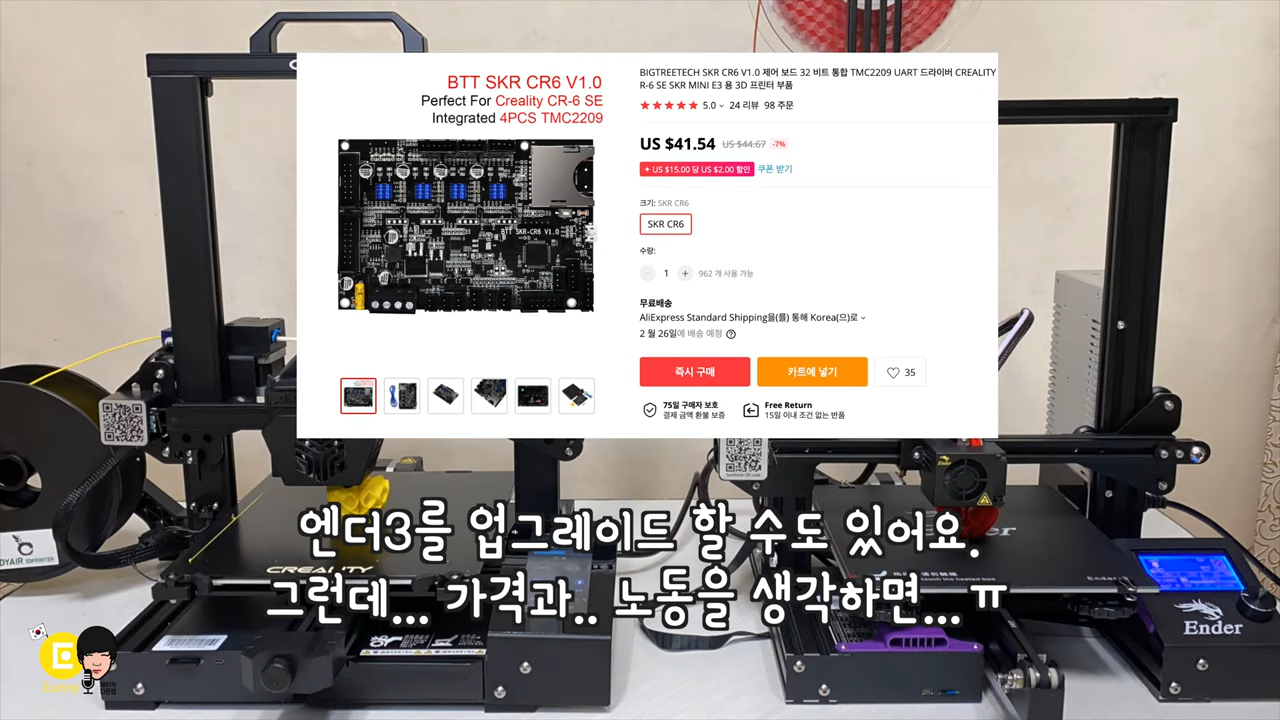 BTT SKR CR6 V1.0
Perfect For Creality CR-6 SE
Integrated 4PCS TMC2209
BTT SKR-CR6 V1.0
BIGTREETECH SKR CR6 V1.0 제어 보드 32 비트 통합 TMC2209 UART 드라이버 CREALITY
R-6 SE SKR MINI E3 용 3D 프린터 부품
5.0 24 리뷰 98 주문
US $41.54 US $44.67 -7%
+ US $15.00 당 US $2.00 할인 쿠폰 받기
크기: SKR CR6
SKR CR6
수량:
1 + 962 개 사용 가능
무료배송
AliExpress Standard Shipping을(를) 통해 Korea(으)로
2 월 26일에 배송 예정
즉시 구매 카트에 넣기 35
75일 구매자 보호
결제 금액 환불 보증
Free Return
15일 이내 조건 없는 반품
엔더3를 업그레이드 할 수도 있어요.
그런데... 가격과.. 노동을 생각하면... ㅠ
CREALITY
Ender
Ender
DYAIR 3DPRINTER